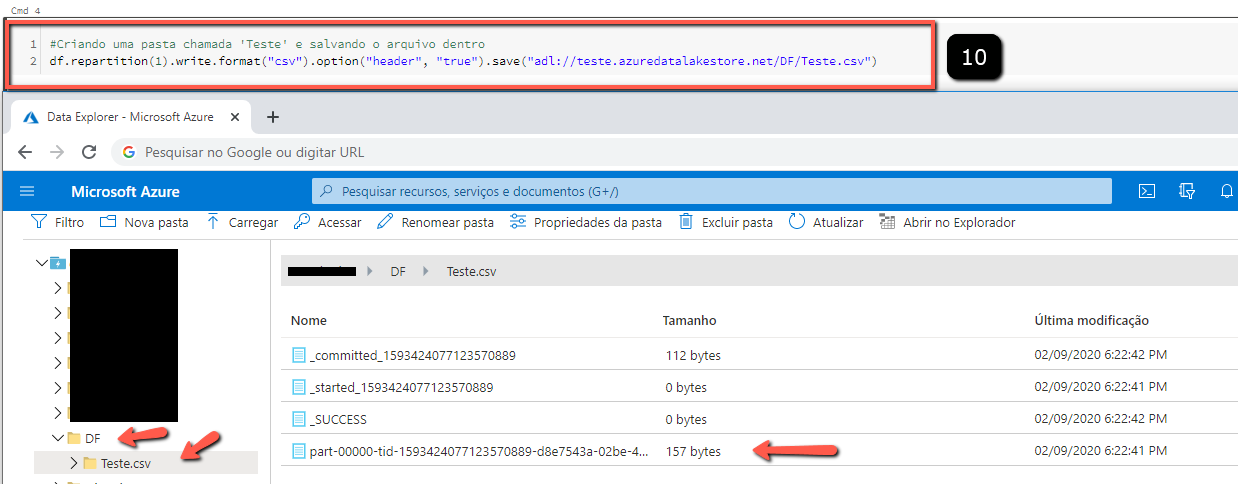 Cmd 4
1 #Criando uma pasta chamada 'Teste' e salvando o arquivo dentro
2 df.repartition(1).write.format("csv").option("header", "true").save("adl://teste.azuredatalakestore.net/DF/Teste.csv")
10
Data Explorer - Microsoft Azure
Pesquisar no Google ou digitar URL
Microsoft Azure Pesquisar recursos, serviços e documentos (G+/)
Filtro Nova pasta Carregar Acessar Renomear pasta Propriedades da pasta Excluir pasta Atualizar Abrir no Explorador
DF Teste.csv
Nome Tamanho Última modificação
_committed_1593424077123570889 112 bytes 02/09/2020 6:22:42 PM
_started_1593424077123570889 0 bytes 02/09/2020 6:22:41 PM
_SUCCESS 0 bytes 02/09/2020 6:22:42 PM
part-00000-tid-1593424077123570889-d8e7543a-02be-4... 157 bytes 02/09/2020 6:22:41 PM
DF
Teste.csv